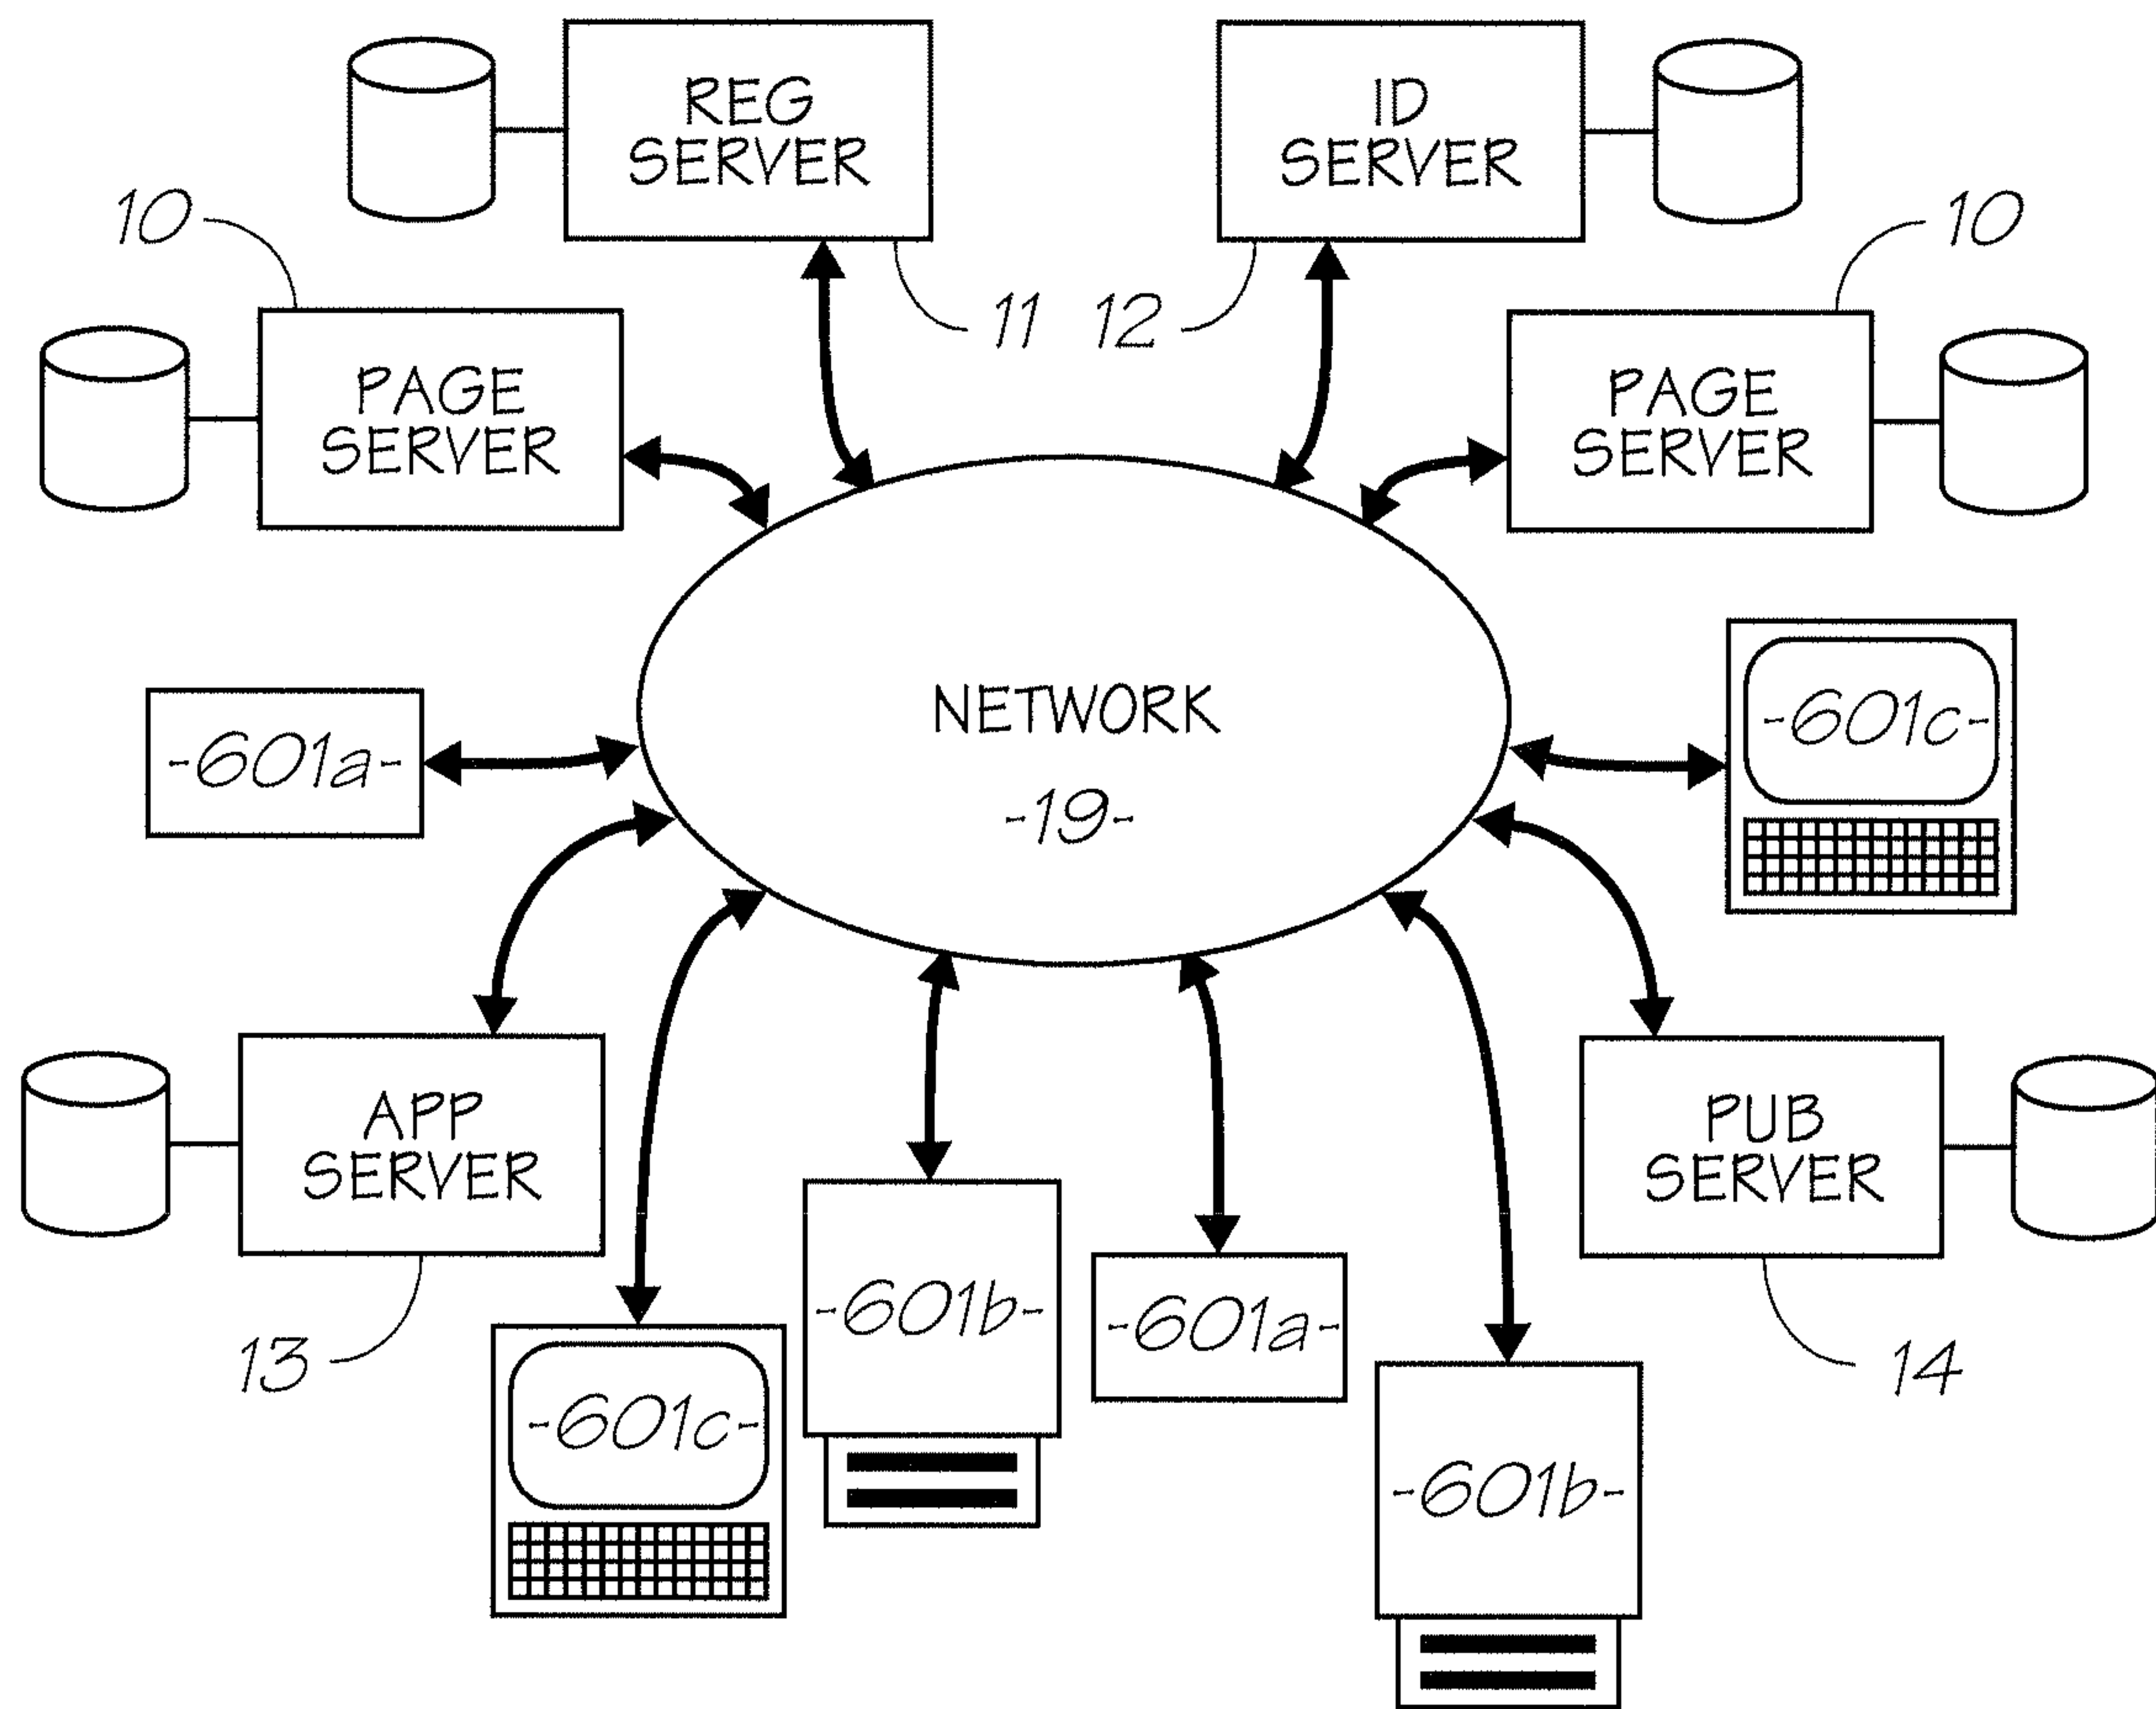 REG
SERVER
ID
SERVER
10
10
11
12
PAGE
SERVER
PAGE
SERVER
NETWORK
-19-
-601a-
-601c-
APP
SERVER
PUB
SERVER
-601b-
-601a-
13
14
-601c-
-601b-